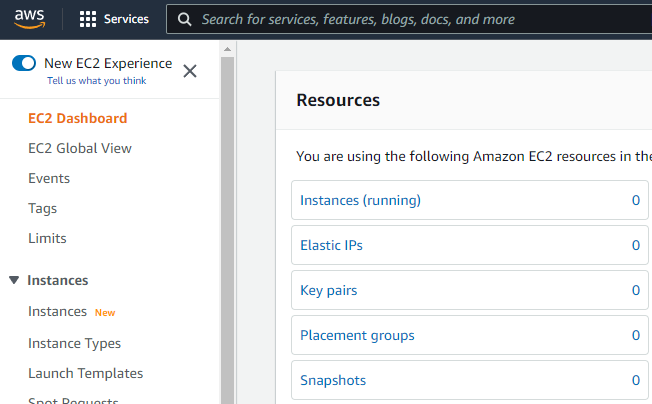 aws
Services
Search for services, features, blogs, docs, and more
New EC2 Experience
Tell us what you think
EC2 Dashboard
EC2 Global View
Events
Tags
Limits
Instances
Instances New
Instance Types
Launch Templates
Spot Requests
Resources
You are using the following Amazon EC2 resources in the
Instances (running) 0
Elastic IPs 0
Key pairs 0
Placement groups 0
Snapshots 0